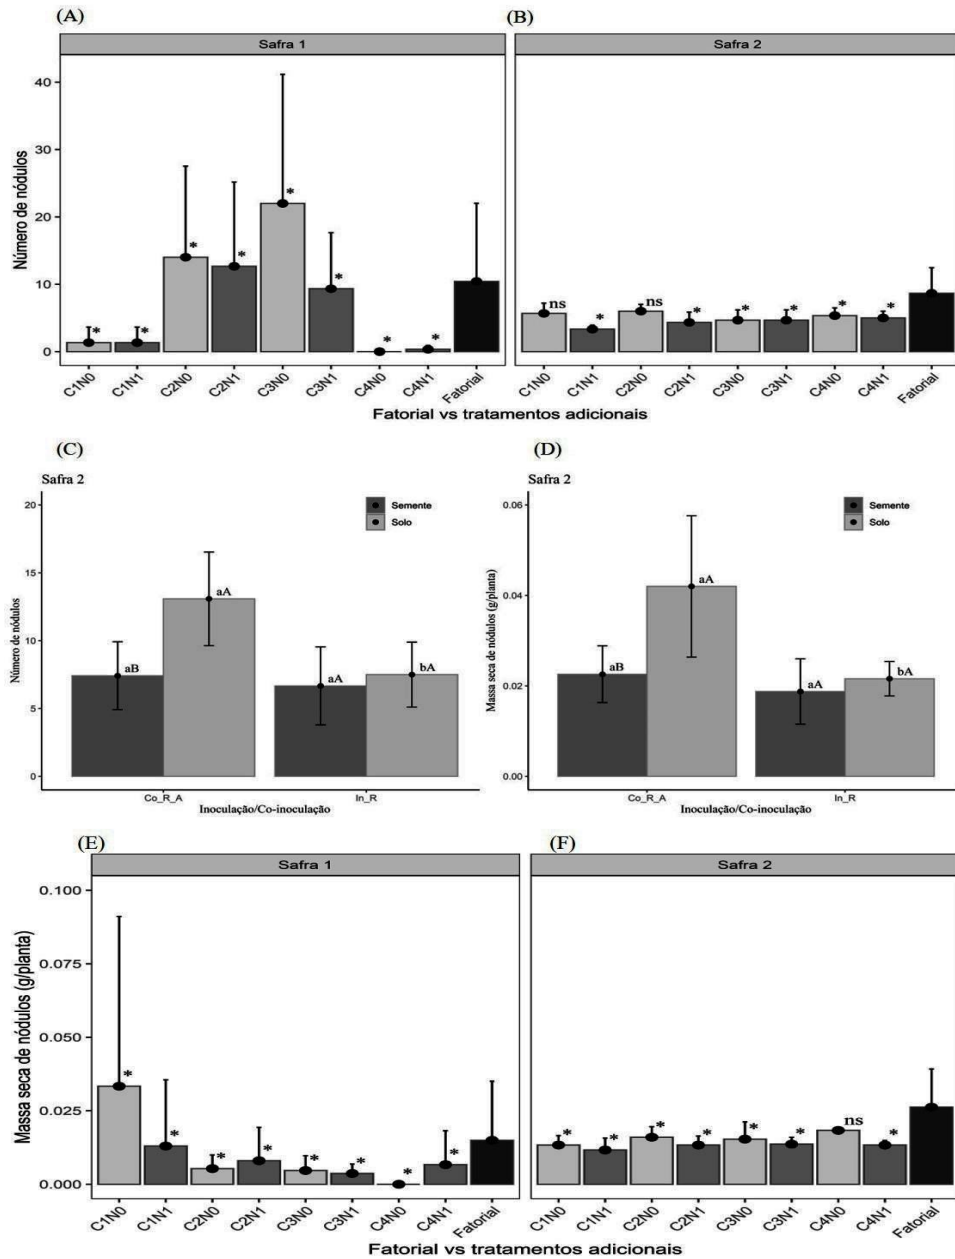 (A)
(B)
Safra 1
Safra 2
Número de nódulos
40
30
20
10
0
* * * * * * * *
ns * ns * * * * *
C1N0 C1N1 C2N0 C2N1 C3N0 C3N1 C4N0 C4N1 Fatorial
C1N0 C1N1 C2N0 C2N1 C3N0 C3N1 C4N0 C4N1 Fatorial
Fatorial vs tratamentos adicionais
(C)
Safra 2
Número de nódulos
20
15
10
5
0
Semente
Solo
aB aA aA bA
Co_R_A In_R
Inoculação/Co-inoculação
(D)
Safra 2
Massa seca de nódulos (g/planta)
0.06
0.04
0.02
0.00
Semente
Solo
aB aA aA bA
Co_R_A In_R
Inoculação/Co-inoculação
(E)
(F)
Safra 1
Safra 2
Massa seca de nódulos (g/planta)
0.100
0.075
0.050
0.025
0.000
* * * * * * * *
* * * * * * ns *
C1N0 C1N1 C2N0 C2N1 C3N0 C3N1 C4N0 C4N1 Fatorial
C1N0 C1N1 C2N0 C2N1 C3N0 C3N1 C4N0 C4N1 Fatorial
Fatorial vs tratamentos adicionais